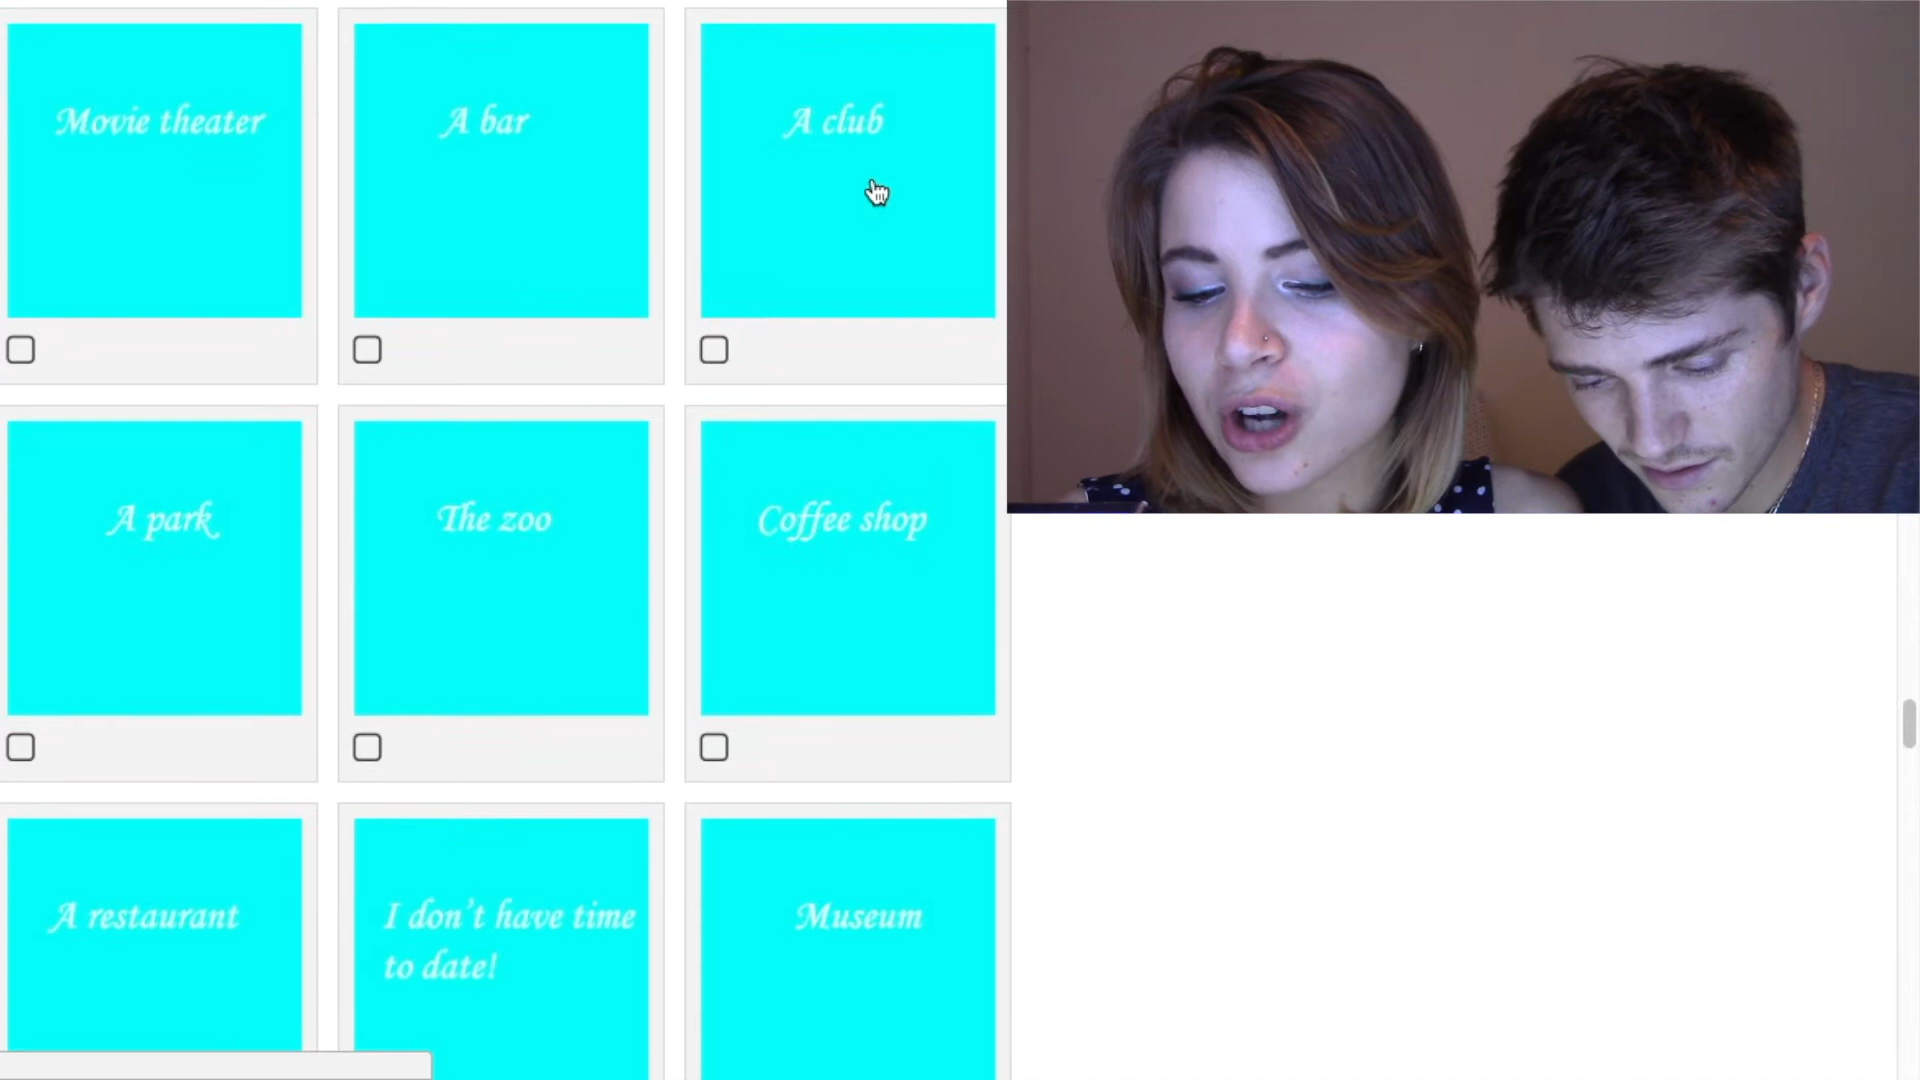 Movie theater
A bar
A club
A park
The zoo
Coffee shop
A restaurant
I don't have time
to date!
Museum